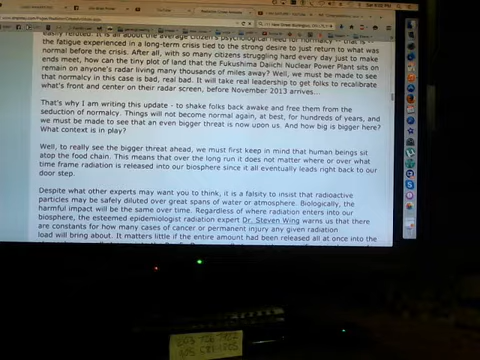 easily refuted. It is all about the average citizen's psychological need for normalcy - that is
the fatigue experienced in a long-term crisis tied to the strong desire to just return to what was
normal before the crisis. After all, with so many citizens struggling hard every day just to make
ends meet, how can the tiny plot of land that the Fukushima Daiichi Nuclear Power Plant sits on
remain on anyone's radar living many thousands of miles away? Well, we must be made to see
that normalcy in this case is bad, real bad. It will take real leadership to get folks to recalibrate
what's front and center on their radar screen, before November 2013 arrives...
That's why I am writing this update - to shake folks back awake and free them from the
seduction of normalcy. Things will not become normal again, at best, for hundreds of years, and
we must be made to see that an even bigger threat is now upon us. And how big is bigger here?
What context is in play?
Well, to really see the bigger threat ahead, we must first keep in mind that human beings sit
atop the food chain. This means that over the long run it does not matter where or over what
time frame radiation is released into our biosphere since it all eventually leads right back to our
door step.
Despite what other experts may want you to think, it is a falsity to insist that radioactive
particles may be safely diluted over great spans of water or atmosphere. Biologically, the
harmful impact will be the same over time. Regardless of where radiation enters into our
biosphere, the esteemed epidemiologist radiation expert Dr. Steven Wing warns us that there
are constants for how many cases of cancer or permanent injury any given radiation
load will bring about. It matters little if the entire amount had been released all at once into the